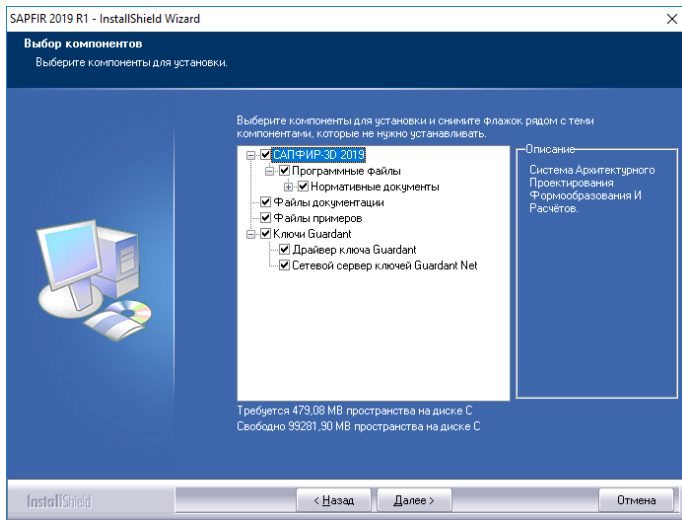 SAPFIR 2019 R1 - InstallShield Wizard
Выбор компонентов
Выберите компоненты для установки.
Выберите компоненты для установки и снимите флажок рядом с теми
компонентами, которые не нужно устанавливать.
САПФИР-3D 2019
Программные файлы
Нормативные документы
Файлы документации
Файлы примеров
Ключи Guardant
Драйвер ключа Guardant
Сетевой сервер ключей Guardant Net
Описание
Система Архитектурного
Проектирования
Формообразования И
Расчётов.
Требуется 479,08 MB пространства на диске C
Свободно 99281,90 MB пространства на диске C
InstallShield
< Назад
Далее >
Отмена